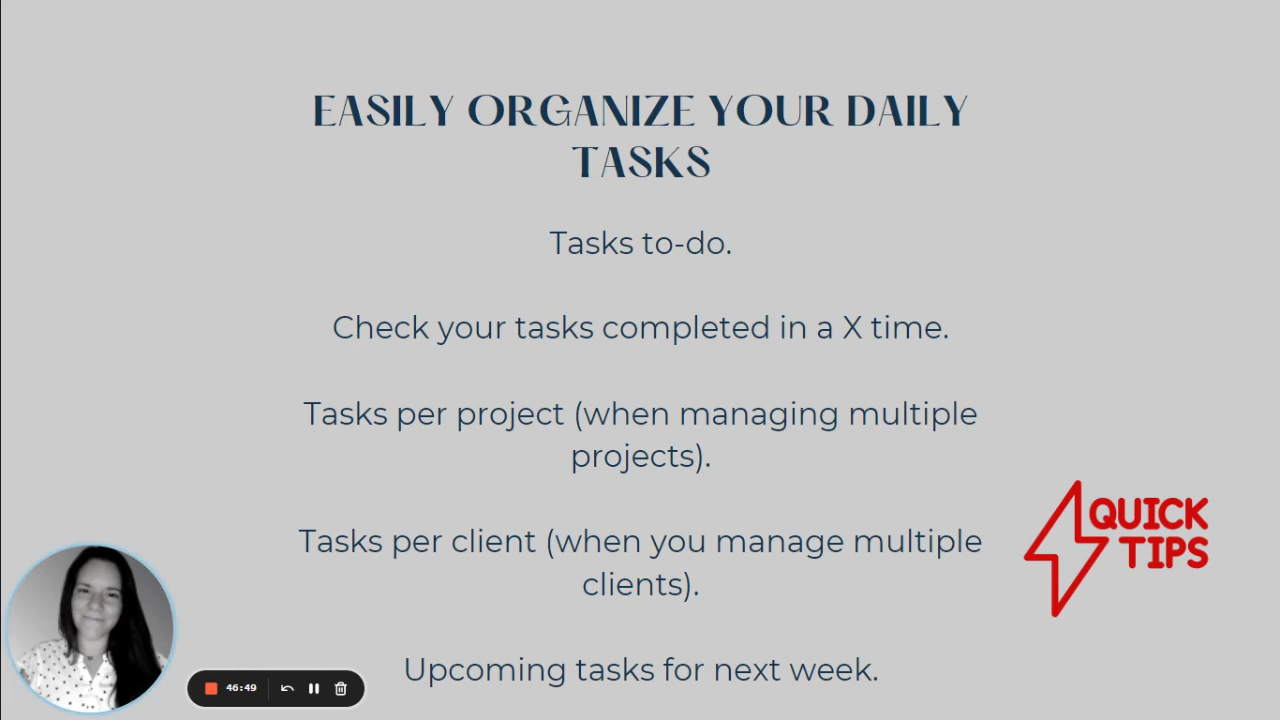 EASILY ORGANIZE YOUR DAILY
TASKS
Tasks to-do.
Check your tasks completed in a X time.
Tasks per project (when managing multiple
projects).
Tasks per client (when you manage multiple
clients).
Upcoming tasks for next week.
QUICK
TIPS
46:49